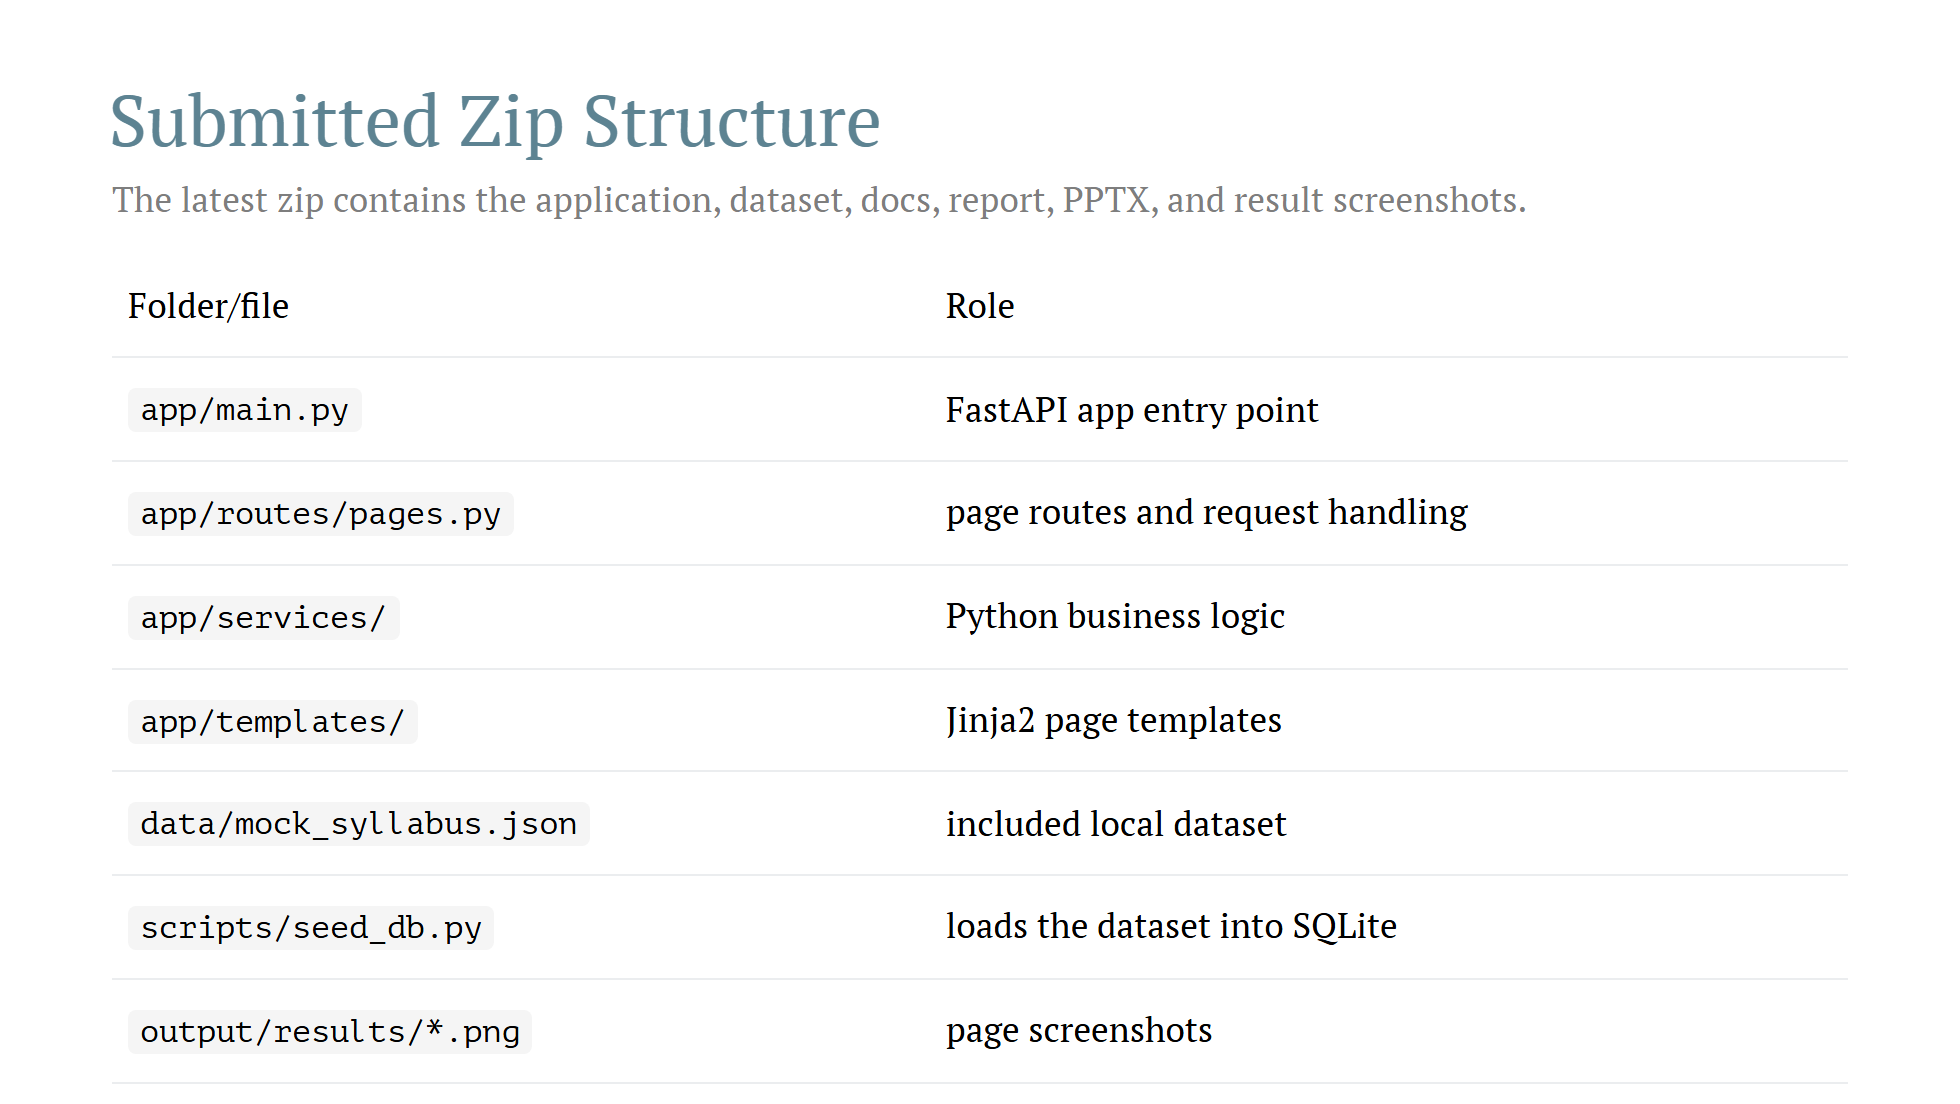 Submitted Zip Structure
The latest zip contains the application, dataset, docs, report, PPTX, and result screenshots.
Folder/file Role
app/main.py FastAPI app entry point
app/routes/pages.py page routes and request handling
app/services/ Python business logic
app/templates/ Jinja2 page templates
data/mock_syllabus.json included local dataset
scripts/seed_db.py loads the dataset into SQLite
output/results/*.png page screenshots